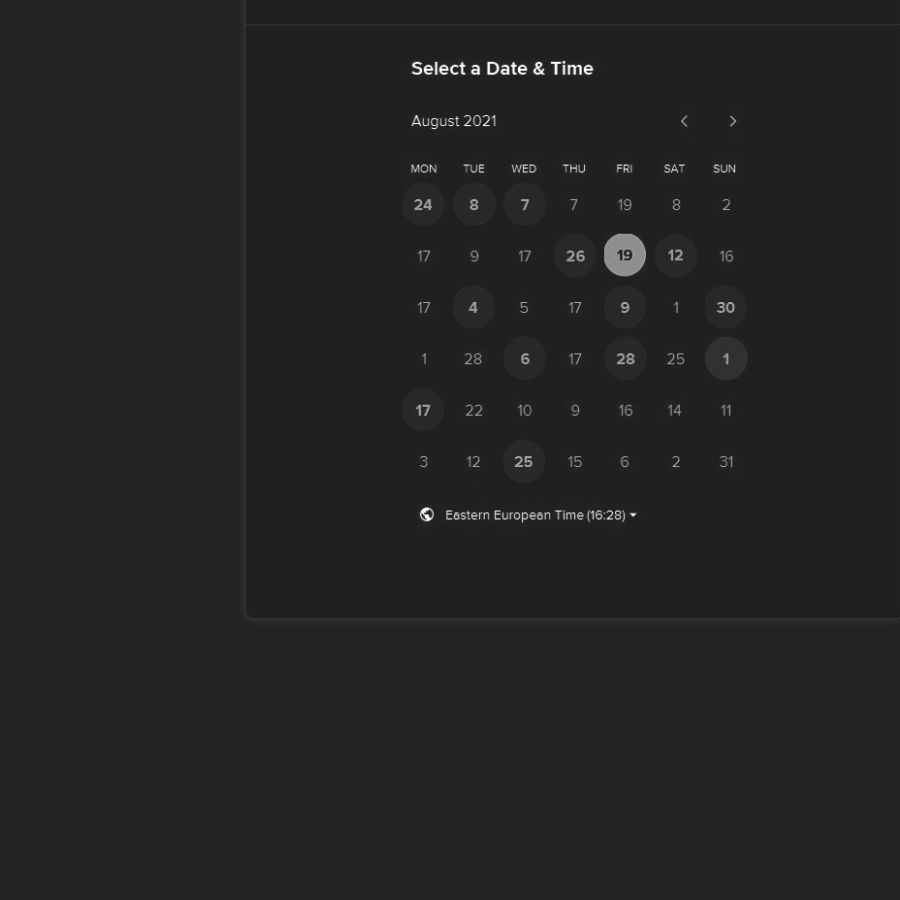 Select a Date & Time
August 2021
MON TUE WED THU FRI SAT SUN
24 8 7 7 19 8 2
17 9 17 26 19 12 16
17 4 5 17 9 1 30
1 28 6 17 28 25 1
17 22 10 9 16 14 11
3 12 25 15 6 2 31
Eastern European Time (16:28)